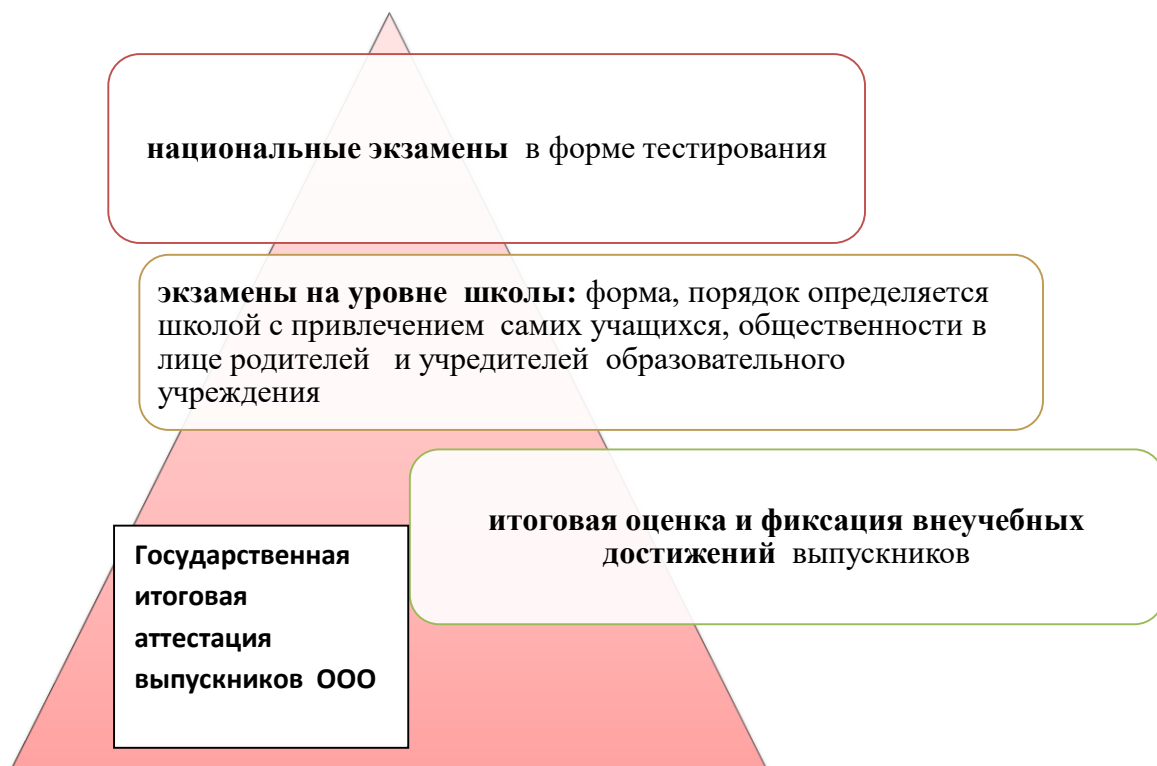 национальные экзамены в форме тестирования
экзамены на уровне школы: форма, порядок определяется
школой с привлечением самих учащихся, общественности в
лице родителей и учредителей образовательного
учреждения
итоговая оценка и фиксация внеучебных
достижений выпускников
Государственная
итоговая
аттестация
выпускников ООО